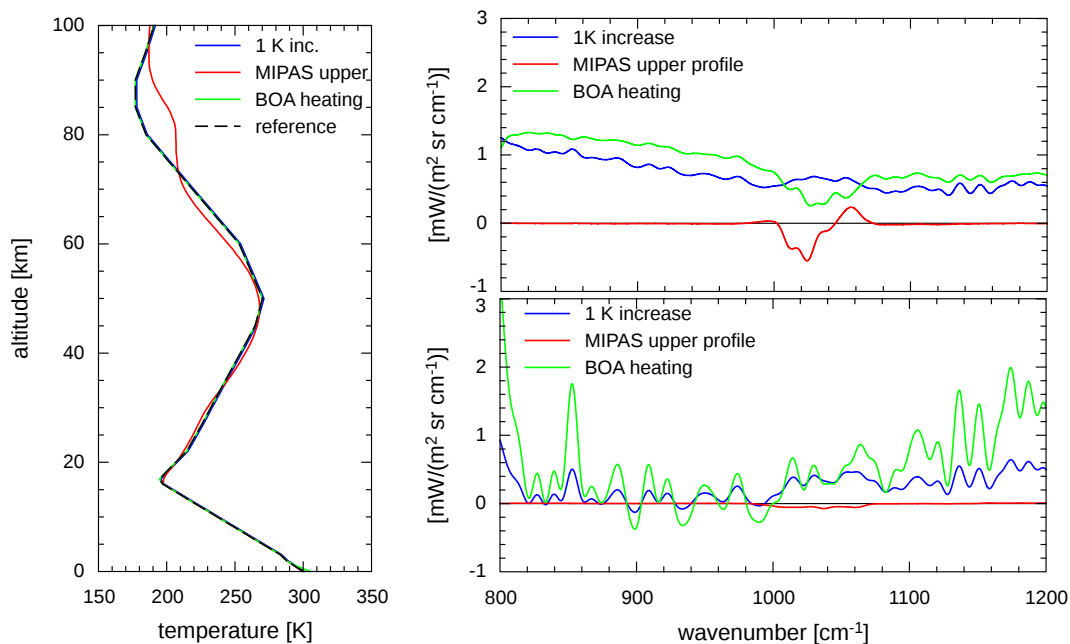 100
80
60
40
20
0
altitude [km]
150
200
250
300
350
temperature [K]
1 K inc.
MIPAS upper
BOA heating
reference
3
2
1
0
-1
[mW/(m² sr cm⁻¹)]
1K increase
MIPAS upper profile
BOA heating
3
2
1
0
-1
[mW/(m² sr cm⁻¹)]
1 K increase
MIPAS upper profile
BOA heating
800
900
1000
1100
1200
wavenumber [cm⁻¹]